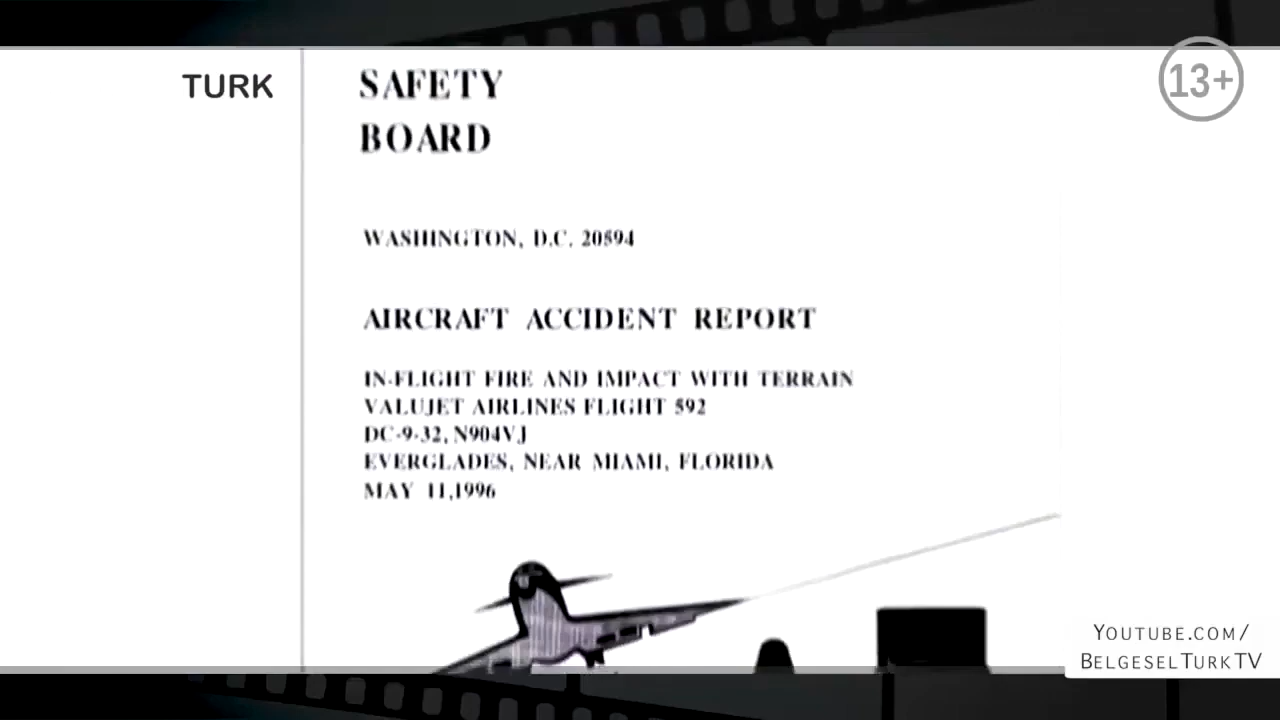 TURK
13+
SAFETY
BOARD
WASHINGTON, D.C. 20594
AIRCRAFT ACCIDENT REPORT
IN-FLIGHT FIRE AND IMPACT WITH TERRAIN
VALUJET AIRLINES FLIGHT 592
DC-9-32, N904VJ
EVERGLADES, NEAR MIAMI, FLORIDA
MAY 11,1996
YOUTUBE.COM/
BELGESELTURKTV